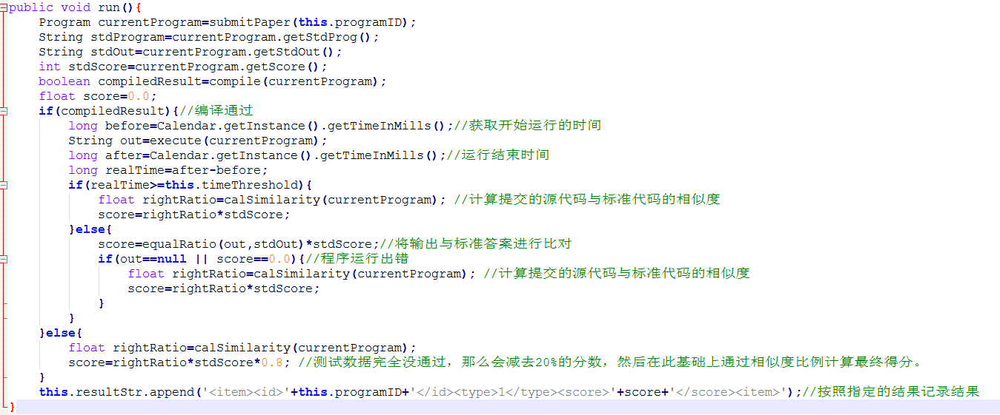 public void run(){
    Program currentProgram=submitPaper(this.programID);
    String stdProgram=currentProgram.getStdProg();
    String stdOut=currentProgram.getStdOut();
    int stdScore=currentProgram.getScore();
    boolean compiledResult=compile(currentProgram);
    float score=0.0;
    if(compiledResult){//编译通过
        long before=Calendar.getInstance().getTimeInMills();//获取开始运行的时间
        String out=execute(currentProgram);
        long after=Calendar.getInstance().getTimeInMills();//运行结束时间
        long realTime=after-before;
        if(realTime>=this.timeThreshold){
            float rightRatio=calSimilarity(currentProgram); //计算提交的源代码与标准代码的相似度
            score=rightRatio*stdScore;
        }else{
            score=equalRatio(out,stdOut)*stdScore;//将输出与标准答案进行比对
            if(out==null || score==0.0){//程序运行出错
                float rightRatio=calSimilarity(currentProgram); //计算提交的源代码与标准代码的相似度
                score=rightRatio*stdScore;
            }
        }
    }else{
        float rightRatio=calSimilarity(currentProgram);
        score=rightRatio*stdScore*0.8; //测试数据完全没通过，那么会减去20%的分数，然后在此基础上通过相似度比例计算最终得分。
    }
    this.resultStr.append('<item><id>'+this.programID+'</id><type>1</type><score>'+score+'</score><item>');//按照指定的结果记录结果
}